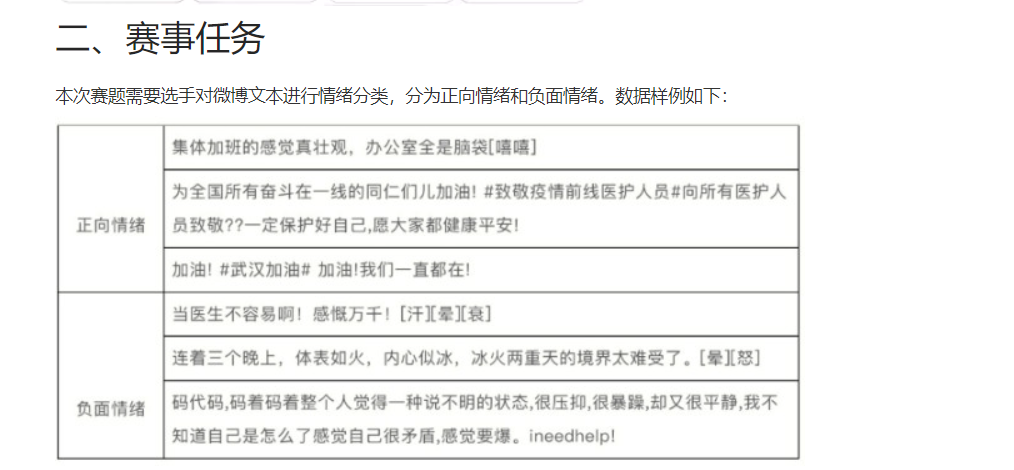 二、赛事任务
本次赛题需要选手对微博文本进行情绪分类，分为正向情绪和负面情绪。数据样例如下：
正向情绪
集体加班的感觉真壮观，办公室全是脑袋[嘻嘻]
为全国所有奋斗在一线的同仁们儿加油! #致敬疫情前线医护人员#向所有医护人
员致敬??一定保护好自己,愿大家都健康平安!
加油! #武汉加油# 加油!我们一直都在!
负面情绪
当医生不容易啊！感慨万千！[汗][晕][衰]
连着三个晚上，体表如火，内心似冰，冰火两重天的境界太难受了。[晕][怒]
码代码,码着码着整个人觉得一种说不明的状态,很压抑,很暴躁,却又很平静,我不
知道自己是怎么了感觉自己很矛盾,感觉要爆。ineedhelp!